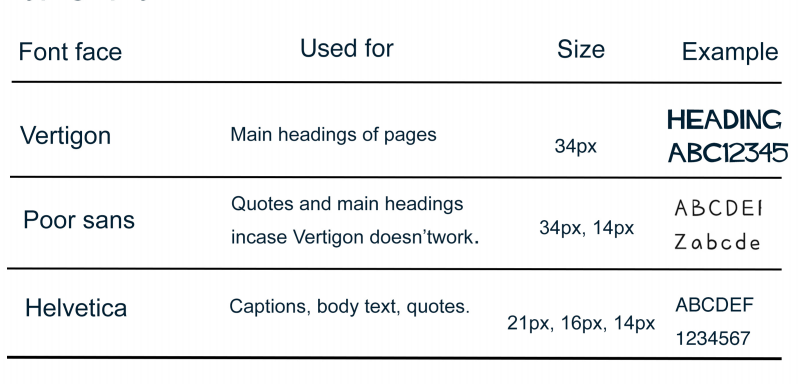 Font face Used for Size Example
Vertigon Main headings of pages 34px HEADING
ABC12345
Poor sans Quotes and main headings 34px, 14px ABCDEF
incase Vertigon doesn'twork. Zabcde
Helvetica Captions, body text, quotes. 21px, 16px, 14px ABCDEF
1234567